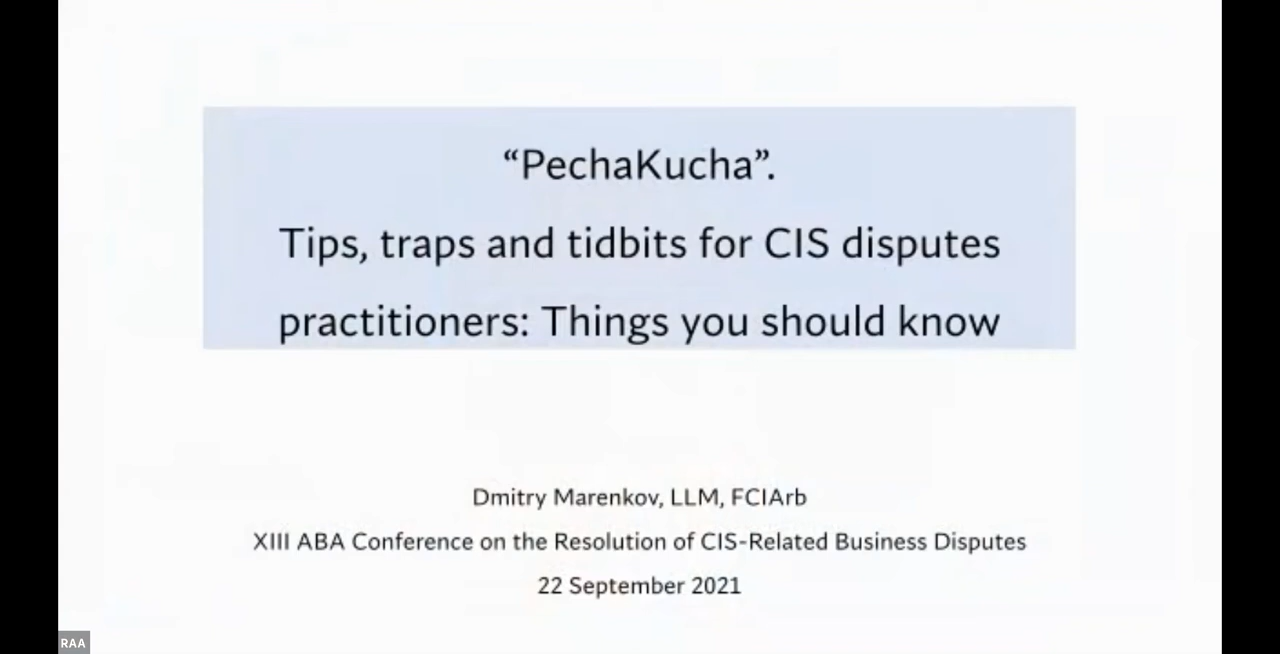 “PechaKucha”.
Tips, traps and tidbits for CIS disputes
practitioners: Things you should know
Dmitry Marenkov, LLM, FCIArb
XIII ABA Conference on the Resolution of CIS-Related Business Disputes
22 September 2021
RAA